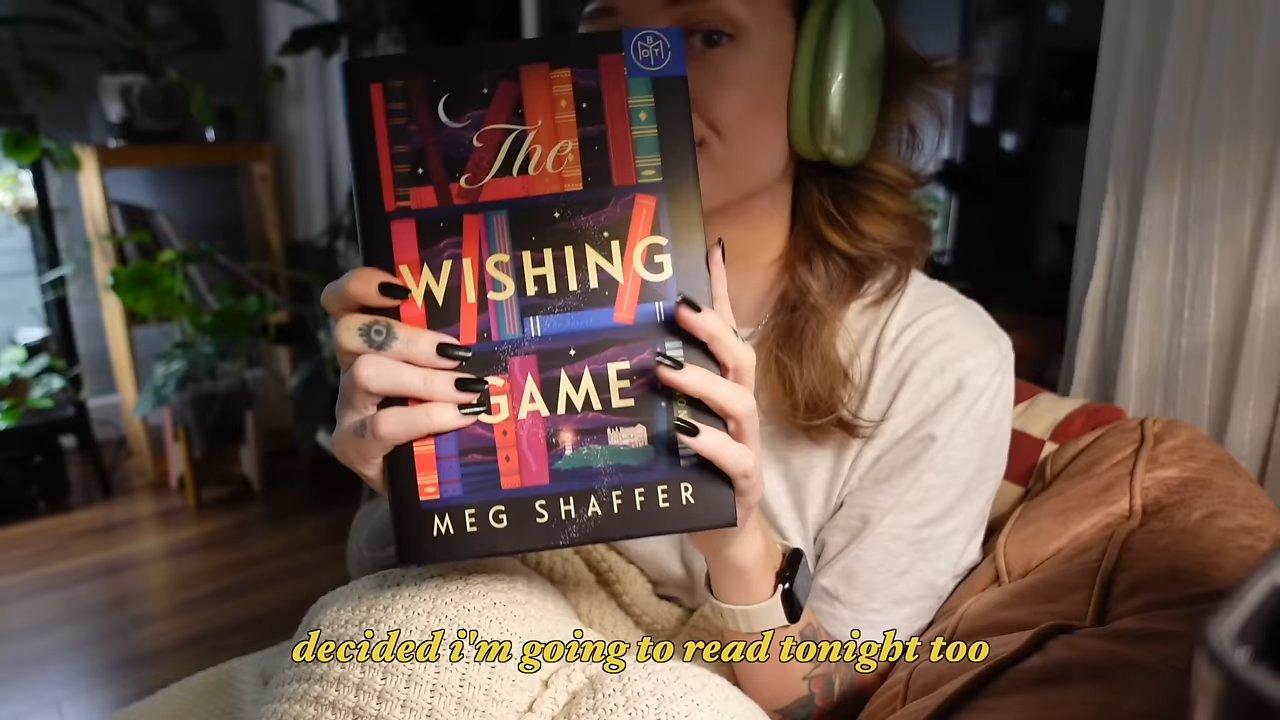 The
WISHING
GAME
MEG SHAFFER
decided i'm going to read tonight too